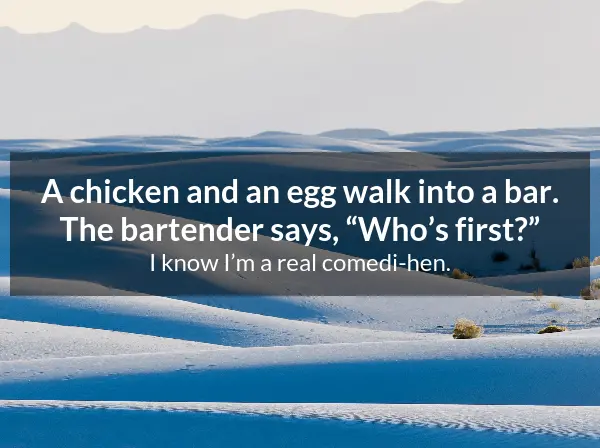 A chicken and an egg walk into a bar.
The bartender says, “Who’s first?”
I know I’m a real comedi-hen.